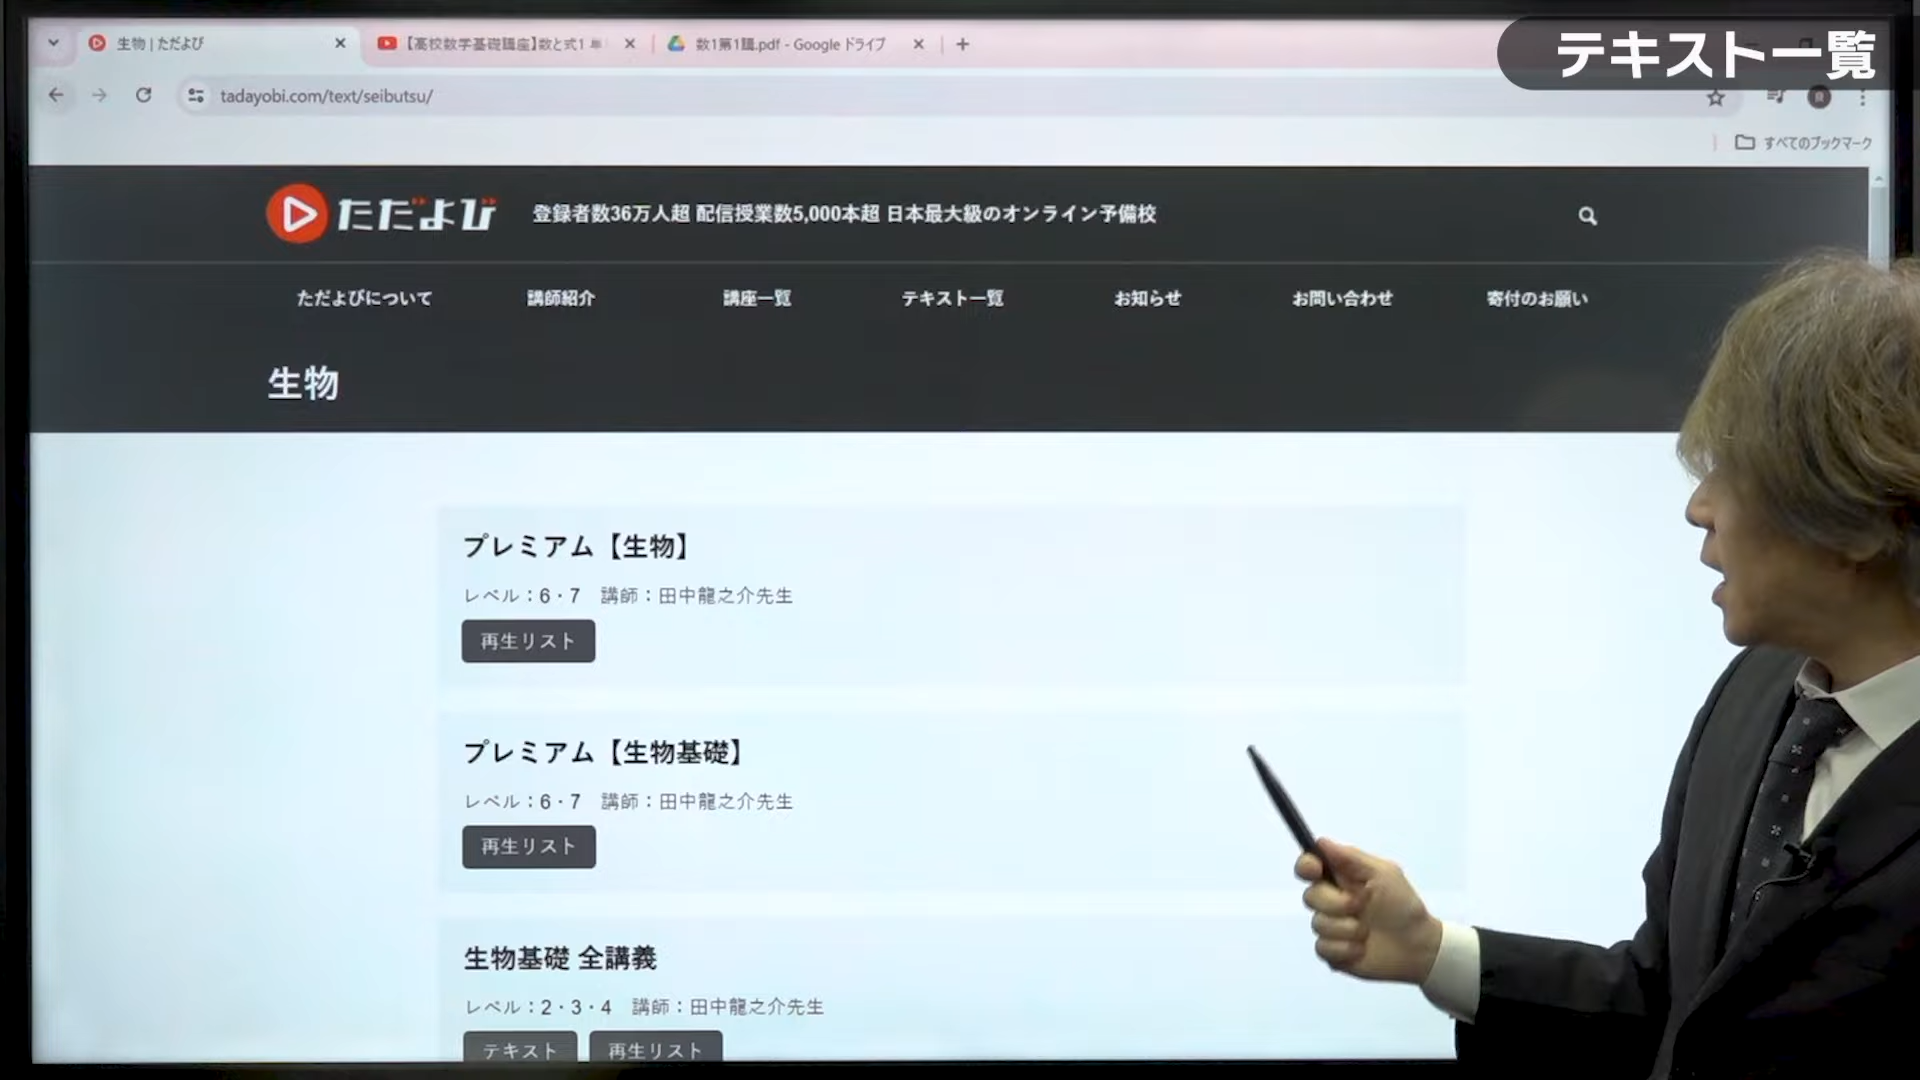 テキスト一覧
生物 | ただよび
【高校数学基礎講座】数と式1 単
数1第1講.pdf - Google ドライブ
tadayobi.com/text/seibutsu/
すべてのブックマーク
ただよび
登録者数36万人超 配信授業数5,000本超 日本最大級のオンライン予備校
ただよびについて
講師紹介
講座一覧
テキスト一覧
お知らせ
お問い合わせ
寄付のお願い
生物
プレミアム【生物】
レベル：6・7　講師：田中龍之介先生
再生リスト
プレミアム【生物基礎】
レベル：6・7　講師：田中龍之介先生
再生リスト
生物基礎 全講義
レベル：2・3・4　講師：田中龍之介先生
テキスト
再生リスト